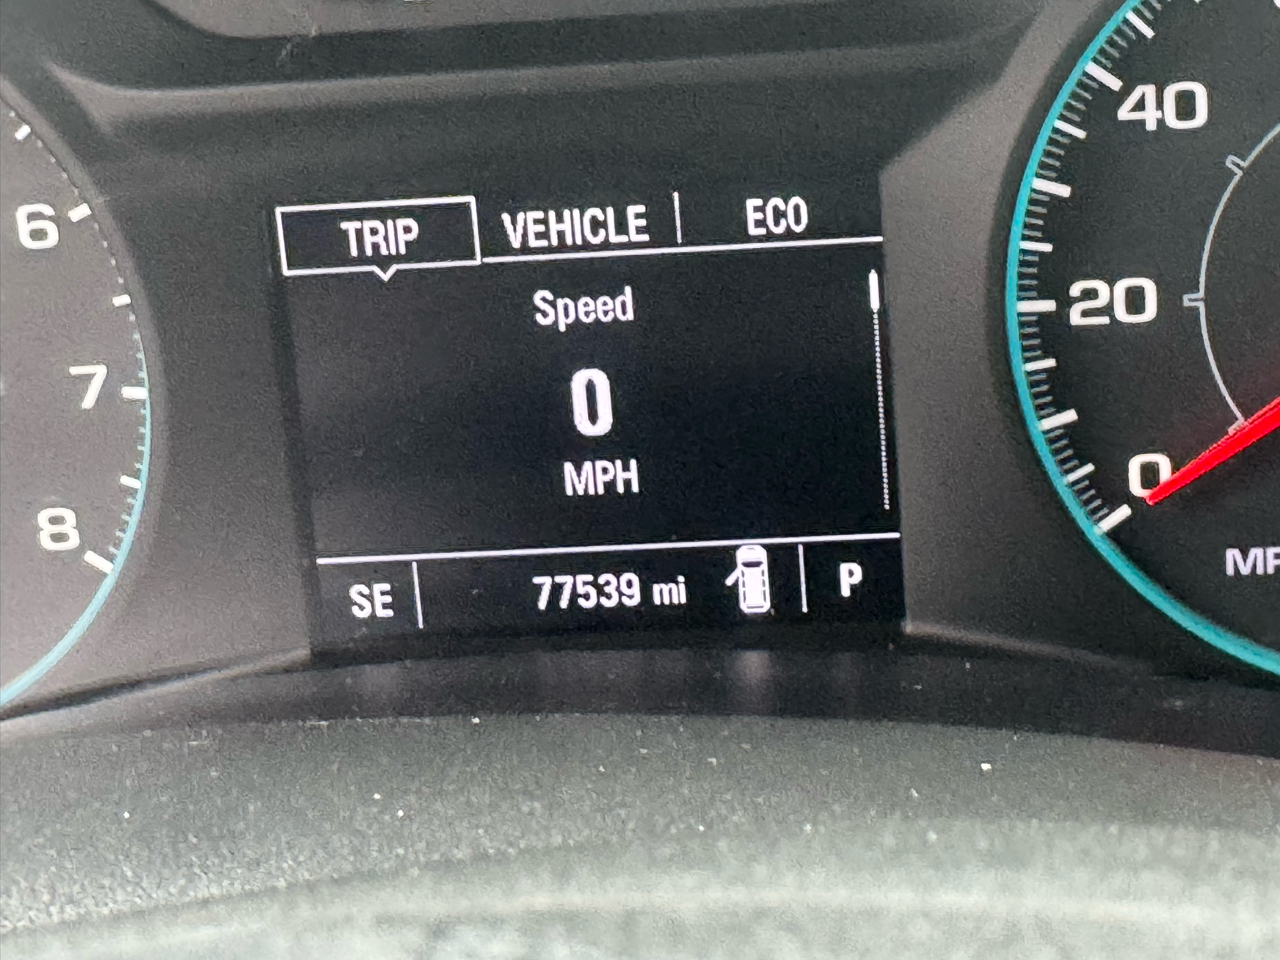 TRIP VEHICLE ECO
Speed
0
MPH
SE 77539 mi P
6
7
8
40
20
0